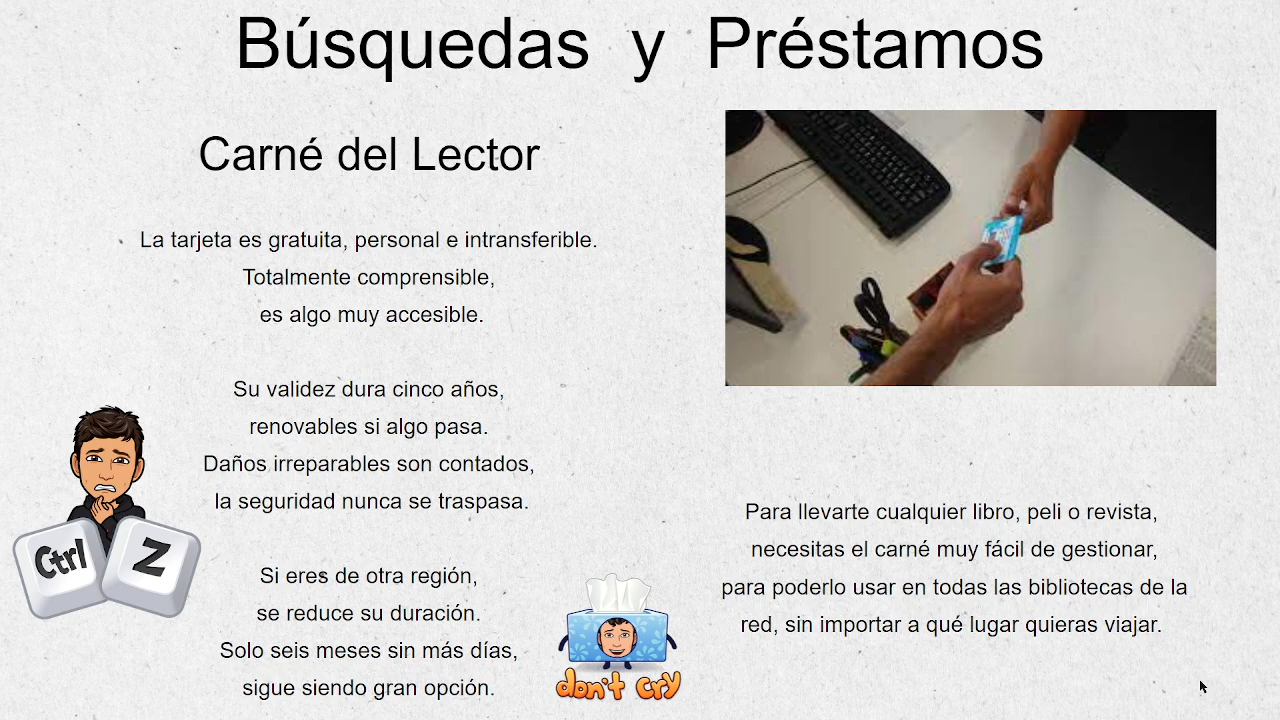 Búsquedas y Préstamos
Carné del Lector
La tarjeta es gratuita, personal e intransferible.
Totalmente comprensible,
es algo muy accesible.
Su validez dura cinco años,
renovables si algo pasa.
Daños irreparables son contados,
la seguridad nunca se traspasa.
Ctrl Z
Si eres de otra región,
se reduce su duración.
Solo seis meses sin más días,
sigue siendo gran opción.
don't cry
Para llevarte cualquier libro, peli o revista,
necesitas el carné muy fácil de gestionar,
para poderlo usar en todas las bibliotecas de la
red, sin importar a qué lugar quieras viajar.